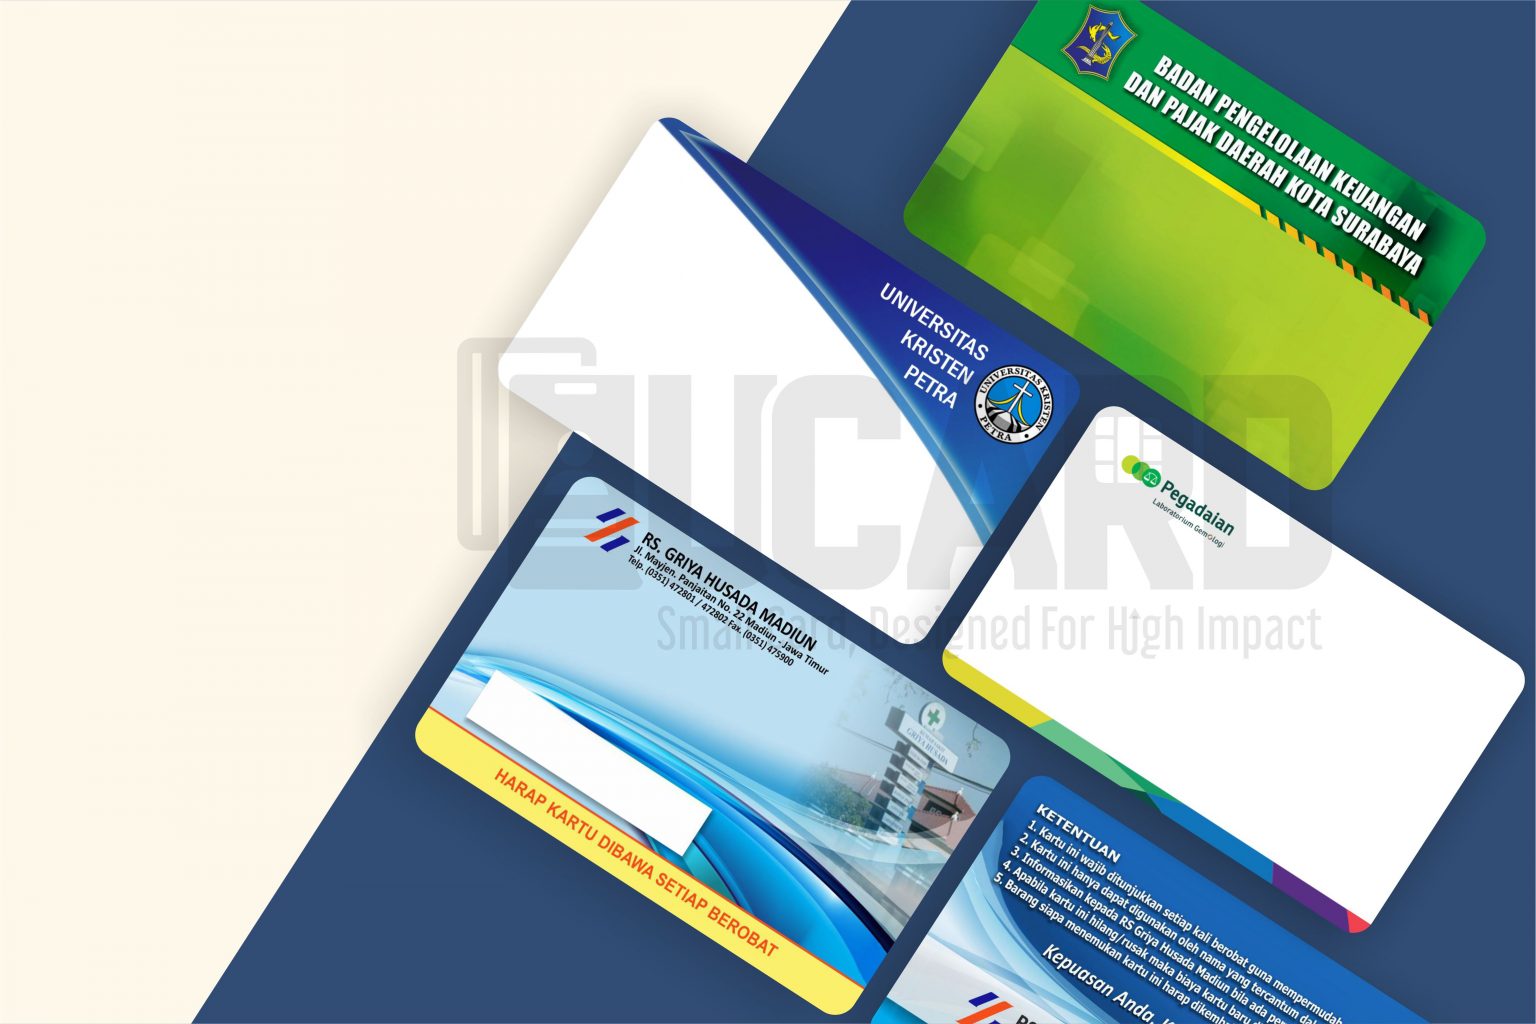 BADAN PENGELOLAAN KEUANGAN
DAN PAJAK DAERAH KOTA SURABAYA
UNIVERSITAS
KRISTEN
PETRA
UNIVERSITAS KRISTEN
PETRA
Pegadaian
Laboratorium Gemologi
UCARD
Smart Card, Designed For High Impact
RS. GRIYA HUSADA MADIUN
Jl. Mayjen. Panjaitan No. 22 Madiun - Jawa Timur
Telp. (0351) 472801 / 472802 Fax. (0351) 475900
GRIYA HUSADA
HARAP KARTU DIBAWA SETIAP BEROBAT
KETENTUAN
1. Kartu ini wajib ditunjukkan setiap kali berobat guna mempermudah
2. Kartu ini hanya dapat digunakan oleh nama yang tercantum
3. Informasikan kepada RS Griya Husada Madiun bila ada
4. Apabila kartu ini hilang/rusak maka biaya kartu baru
5. Barang siapa menemukan kartu ini harap
Kepuasan Anda,